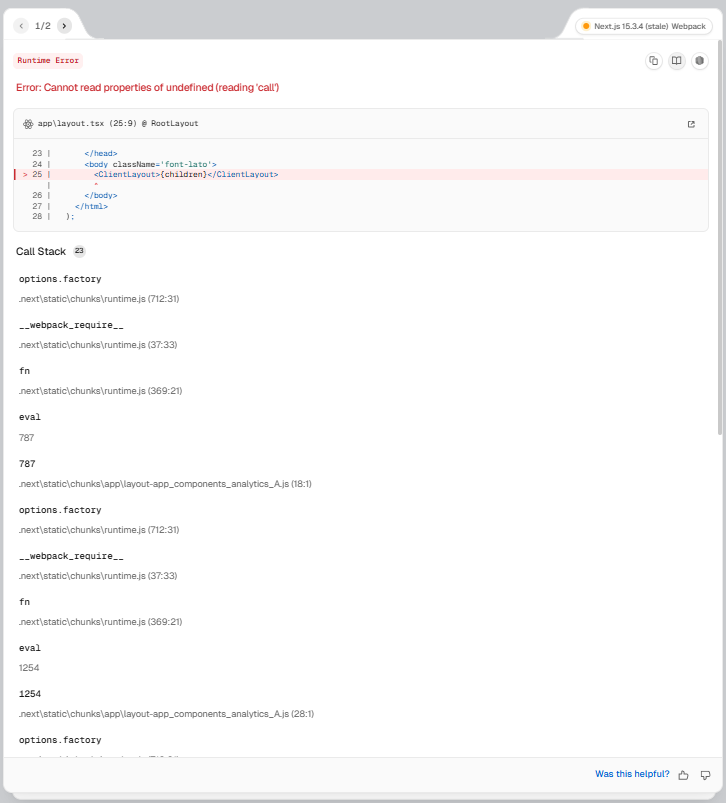 1/2
Next.js 15.3.4 (stale) Webpack
Runtime Error
Error: Cannot read properties of undefined (reading 'call')
app\layout.tsx (25:9) @ RootLayout
23 | </head>
24 | <body className='font-lato'>
> 25 | <ClientLayout>{children}</ClientLayout>
| ^
26 | </body>
27 | </html>
28 | );
Call Stack 23
options.factory
.next\static\chunks\runtime.js (712:31)
__webpack_require__
.next\static\chunks\runtime.js (37:33)
fn
.next\static\chunks\runtime.js (369:21)
eval
787
787
.next\static\chunks\app\layout-app_components_analytics_A.js (18:1)
options.factory
.next\static\chunks\runtime.js (712:31)
__webpack_require__
.next\static\chunks\runtime.js (37:33)
fn
.next\static\chunks\runtime.js (369:21)
eval
1254
1254
.next\static\chunks\app\layout-app_components_analytics_A.js (28:1)
options.factory
Was this helpful?